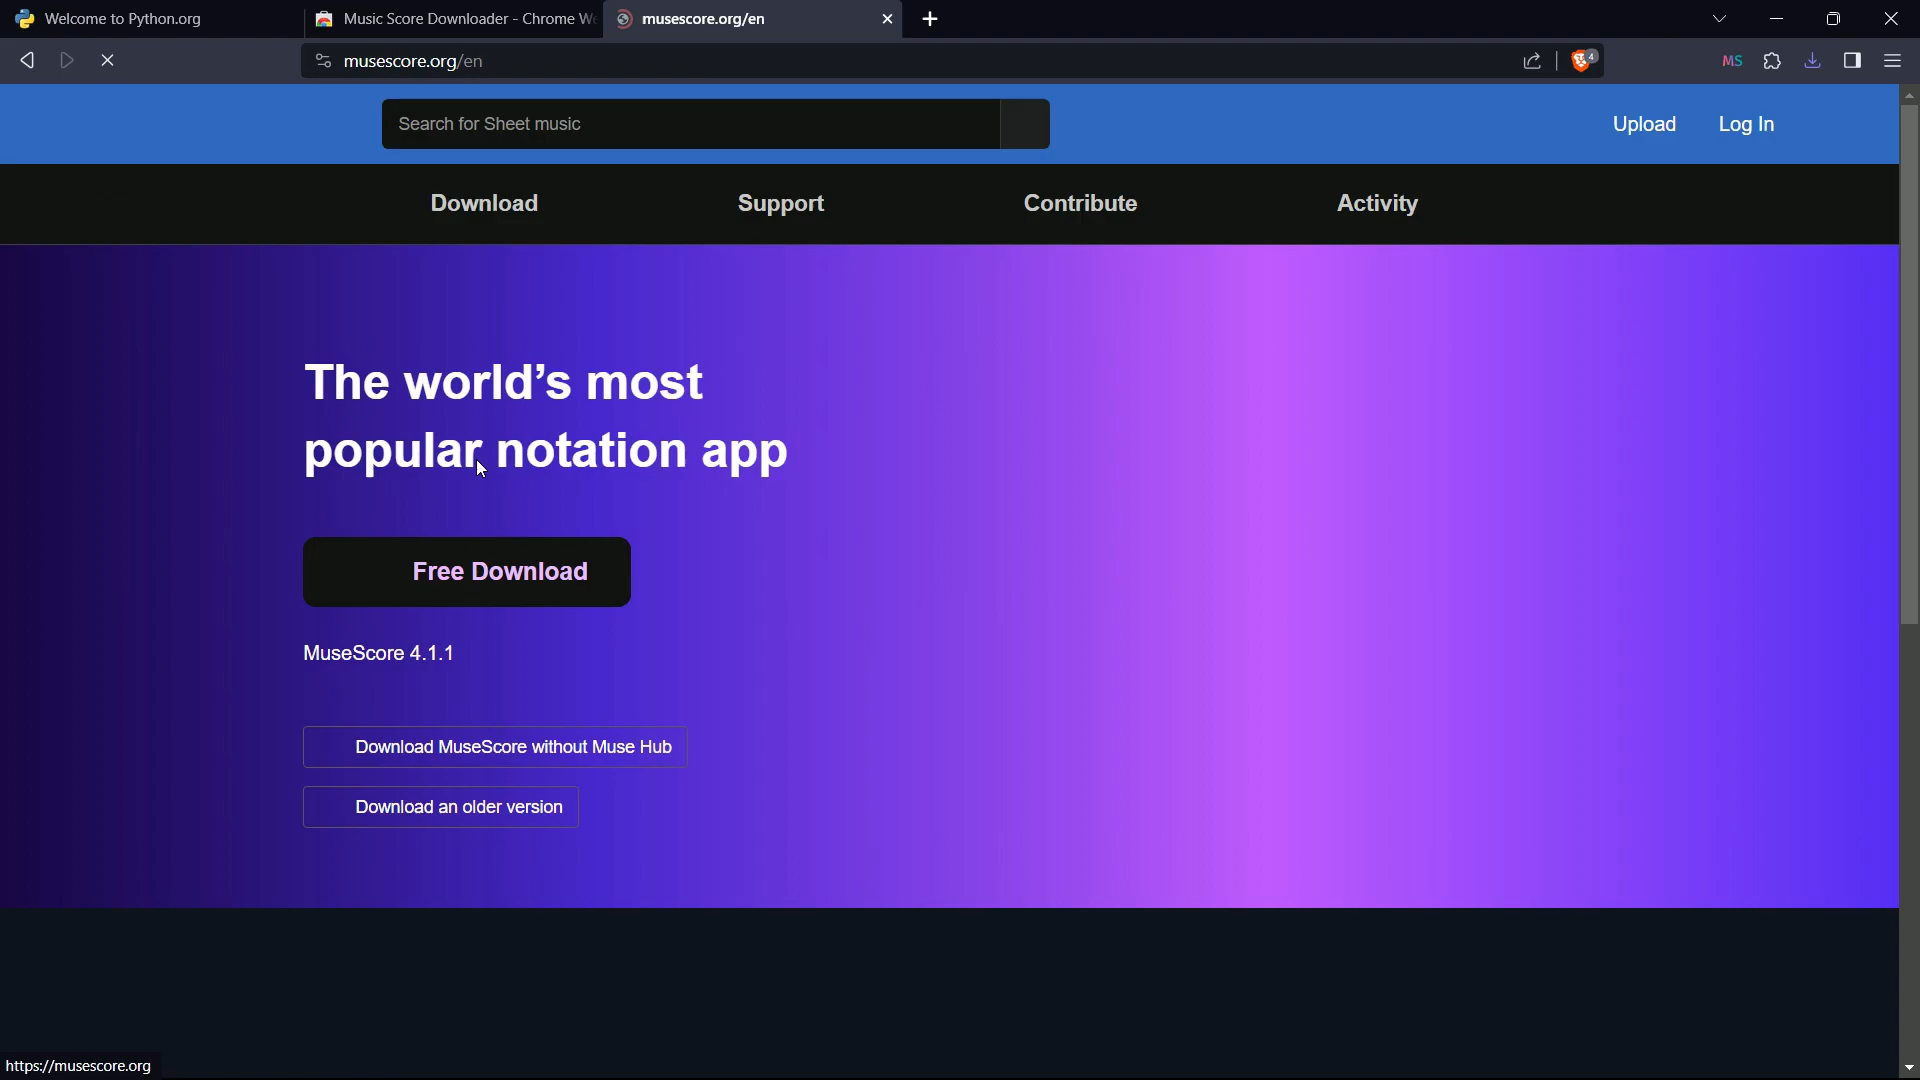 Welcome to Python.org
Music Score Downloader - Chrome We
musescore.org/en
musescore.org/en
4
MS
Search for Sheet music
Upload
Log In
Download
Support
Contribute
Activity
The world’s most
popular notation app
Free Download
MuseScore 4.1.1
Download MuseScore without Muse Hub
Download an older version
https://musescore.org